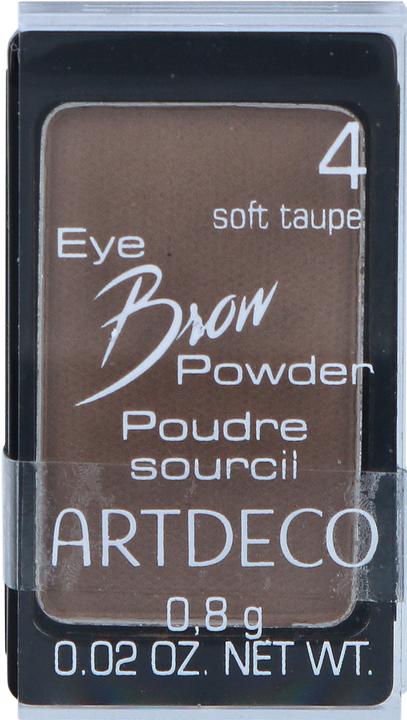 4
soft taupe
Eye
Brow
Powder
Poudre
sourcil
ARTDECO
0,8 g
0.02 OZ. NET WT.